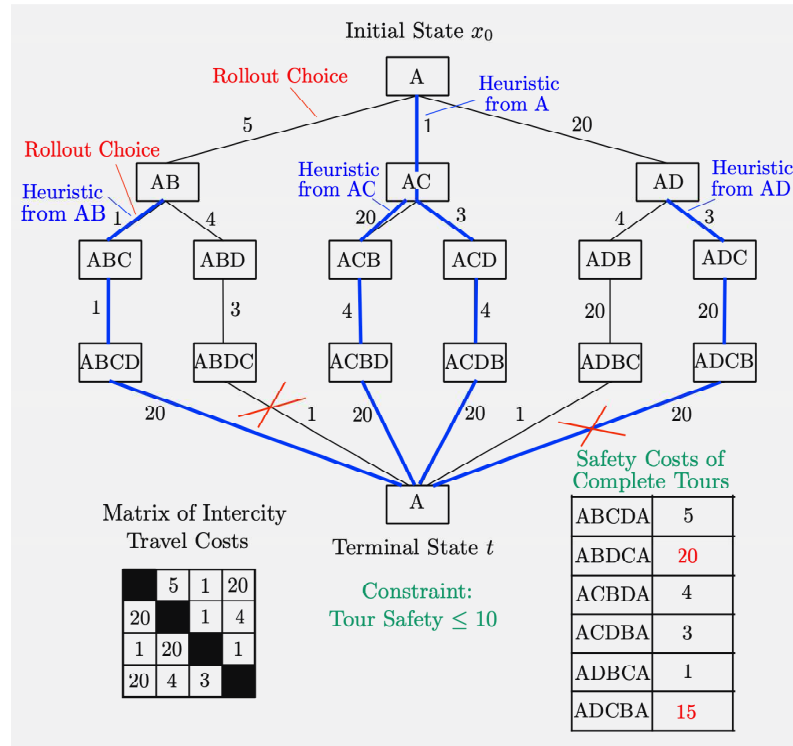 Initial State x₀
A
Rollout Choice
Heuristic
from A
5
1
20
Rollout Choice
AB
AC
AD
Heuristic
from AB
Heuristic
from AC
Heuristic
from AD
1
4
20
3
4
3
ABC
ABD
ACB
ACD
ADB
ADC
1
3
4
4
20
20
ABCD
ABDC
ACBD
ACDB
ADBC
ADCB
20
1
20
20
1
20
A
Terminal State t
Matrix of Intercity
Travel Costs
5 1 20
20 1 4
1 20 1
20 4 3
Constraint:
Tour Safety ≤ 10
Safety Costs of
Complete Tours
ABCDA 5
ABDCA 20
ACBDA 4
ACDBA 3
ADBCA 1
ADCBA 15